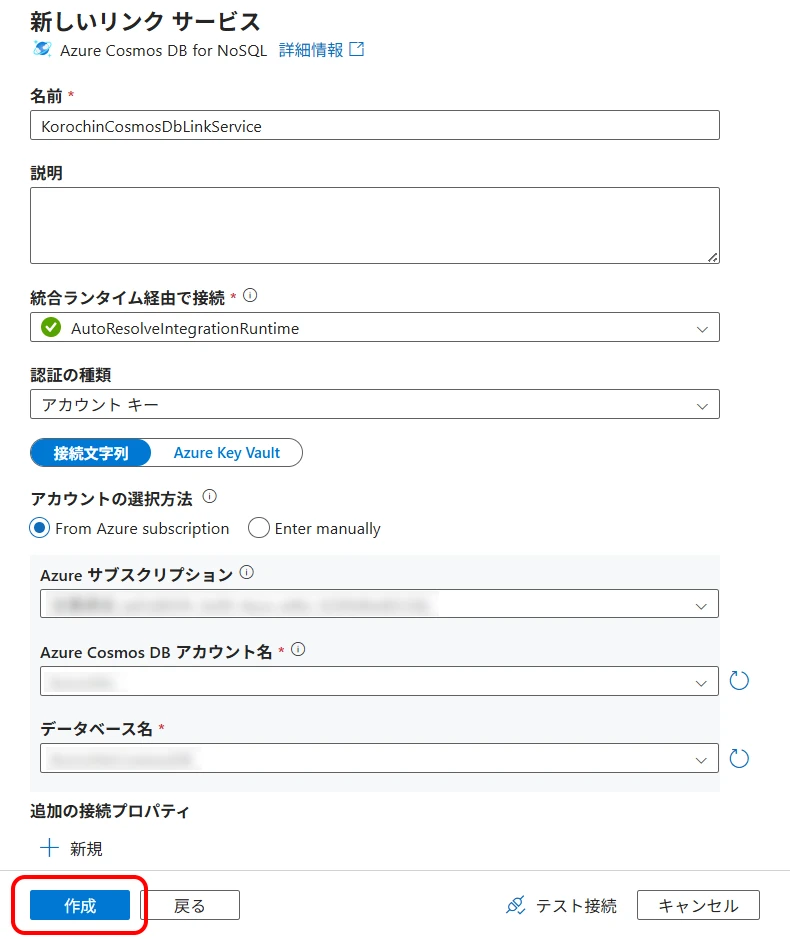 新しいリンク サービス
Azure Cosmos DB for NoSQL 詳細情報
名前 *
KorochinCosmosDbLinkService
説明
統合ランタイム経由で接続 *
AutoResolveIntegrationRuntime
認証の種類
アカウント キー
接続文字列 Azure Key Vault
アカウントの選択方法
From Azure subscription Enter manually
Azure サブスクリプション
Azure Cosmos DB アカウント名 *
データベース名 *
追加の接続プロパティ
新規
作成 戻る テスト接続 キャンセル